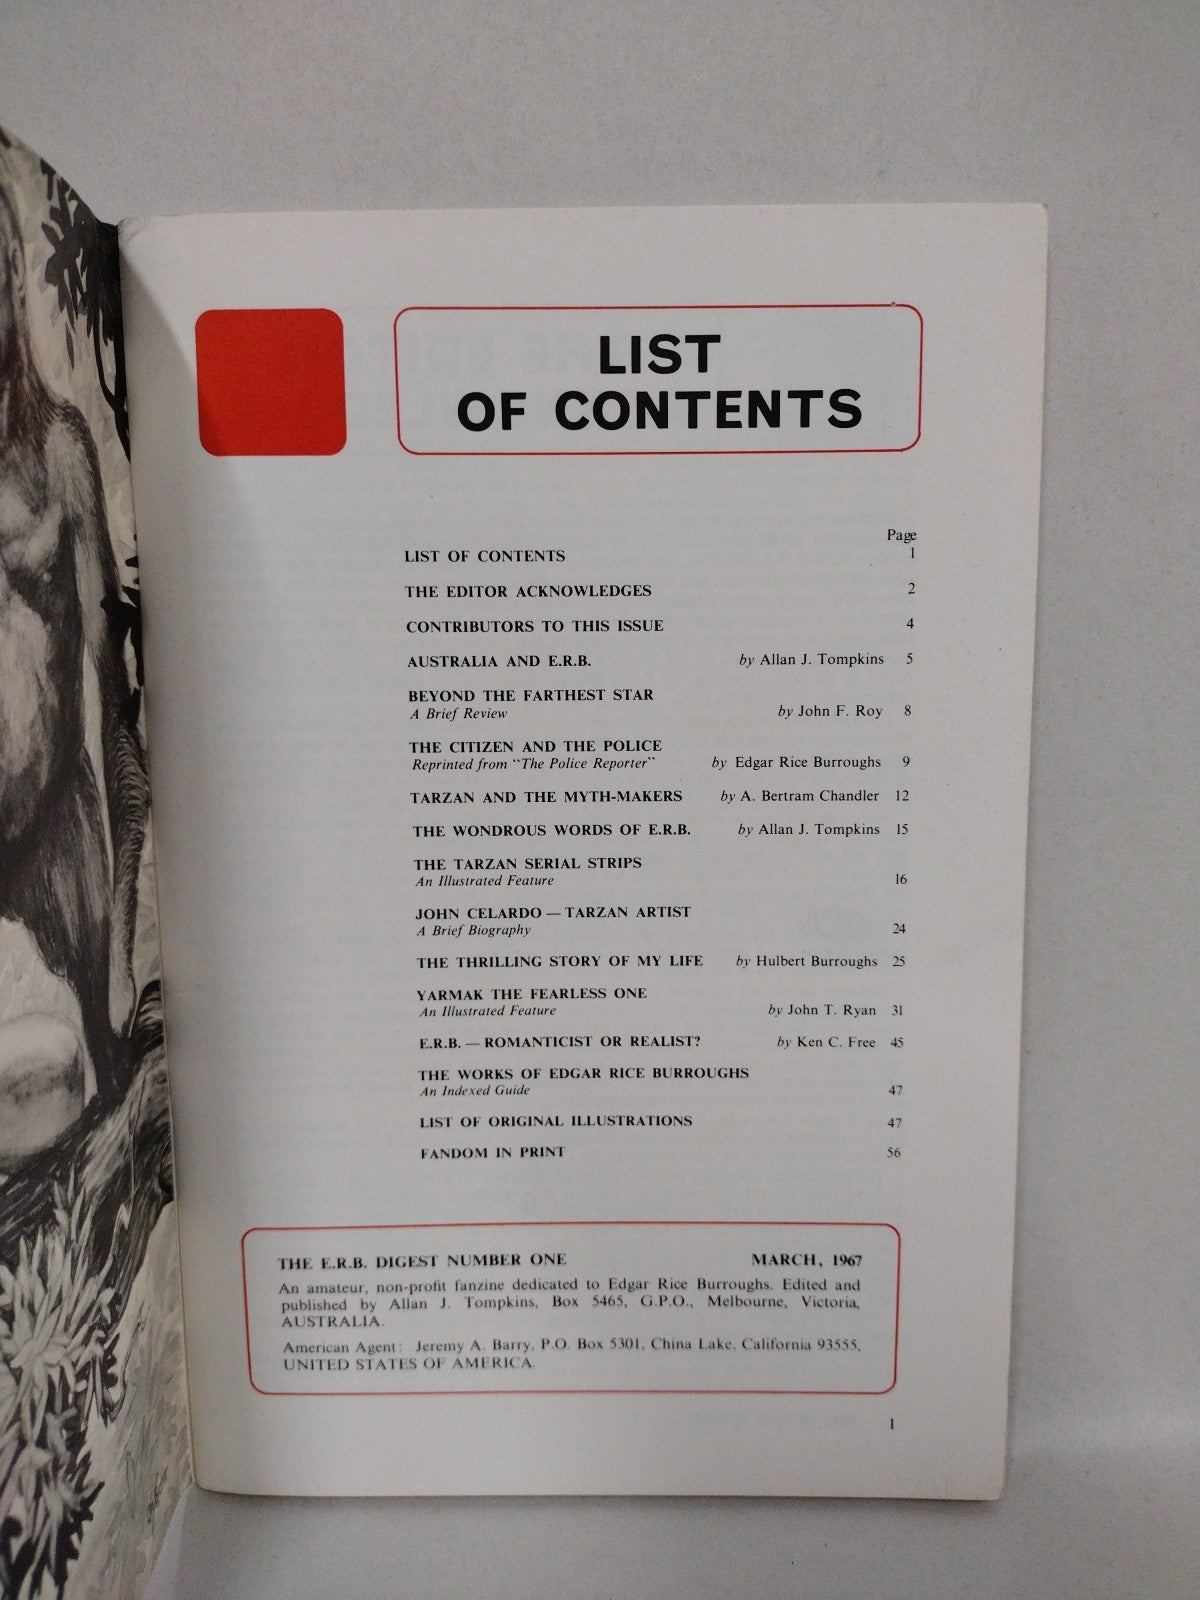 LIST
OF CONTENTS
Page
LIST OF CONTENTS 1
THE EDITOR ACKNOWLEDGES 2
CONTRIBUTORS TO THIS ISSUE 4
AUSTRALIA AND E.R.B. by Allan J. Tompkins 5
BEYOND THE FARTHEST STAR
A Brief Review by John F. Roy 8
THE CITIZEN AND THE POLICE
Reprinted from "The Police Reporter" by Edgar Rice Burroughs 9
TARZAN AND THE MYTH-MAKERS by A. Bertram Chandler 12
THE WONDROUS WORDS OF E.R.B. by Allan J. Tompkins 15
THE TARZAN SERIAL STRIPS
An Illustrated Feature 16
JOHN CELARDO — TARZAN ARTIST
A Brief Biography 24
THE THRILLING STORY OF MY LIFE by Hulbert Burroughs 25
YARMAK THE FEARLESS ONE
An Illustrated Feature by John T. Ryan 31
E.R.B. — ROMANTICIST OR REALIST? by Ken C. Free 45
THE WORKS OF EDGAR RICE BURROUGHS
An Indexed Guide 47
LIST OF ORIGINAL ILLUSTRATIONS 47
FANDOM IN PRINT 56
THE E.R.B. DIGEST NUMBER ONE MARCH, 1967
An amateur, non-profit fanzine dedicated to Edgar Rice Burroughs. Edited and
published by Allan J. Tompkins, Box 5465, G.P.O., Melbourne, Victoria,
AUSTRALIA.
American Agent: Jeremy A. Barry, P.O. Box 5301, China Lake, California 93555,
UNITED STATES OF AMERICA.
1